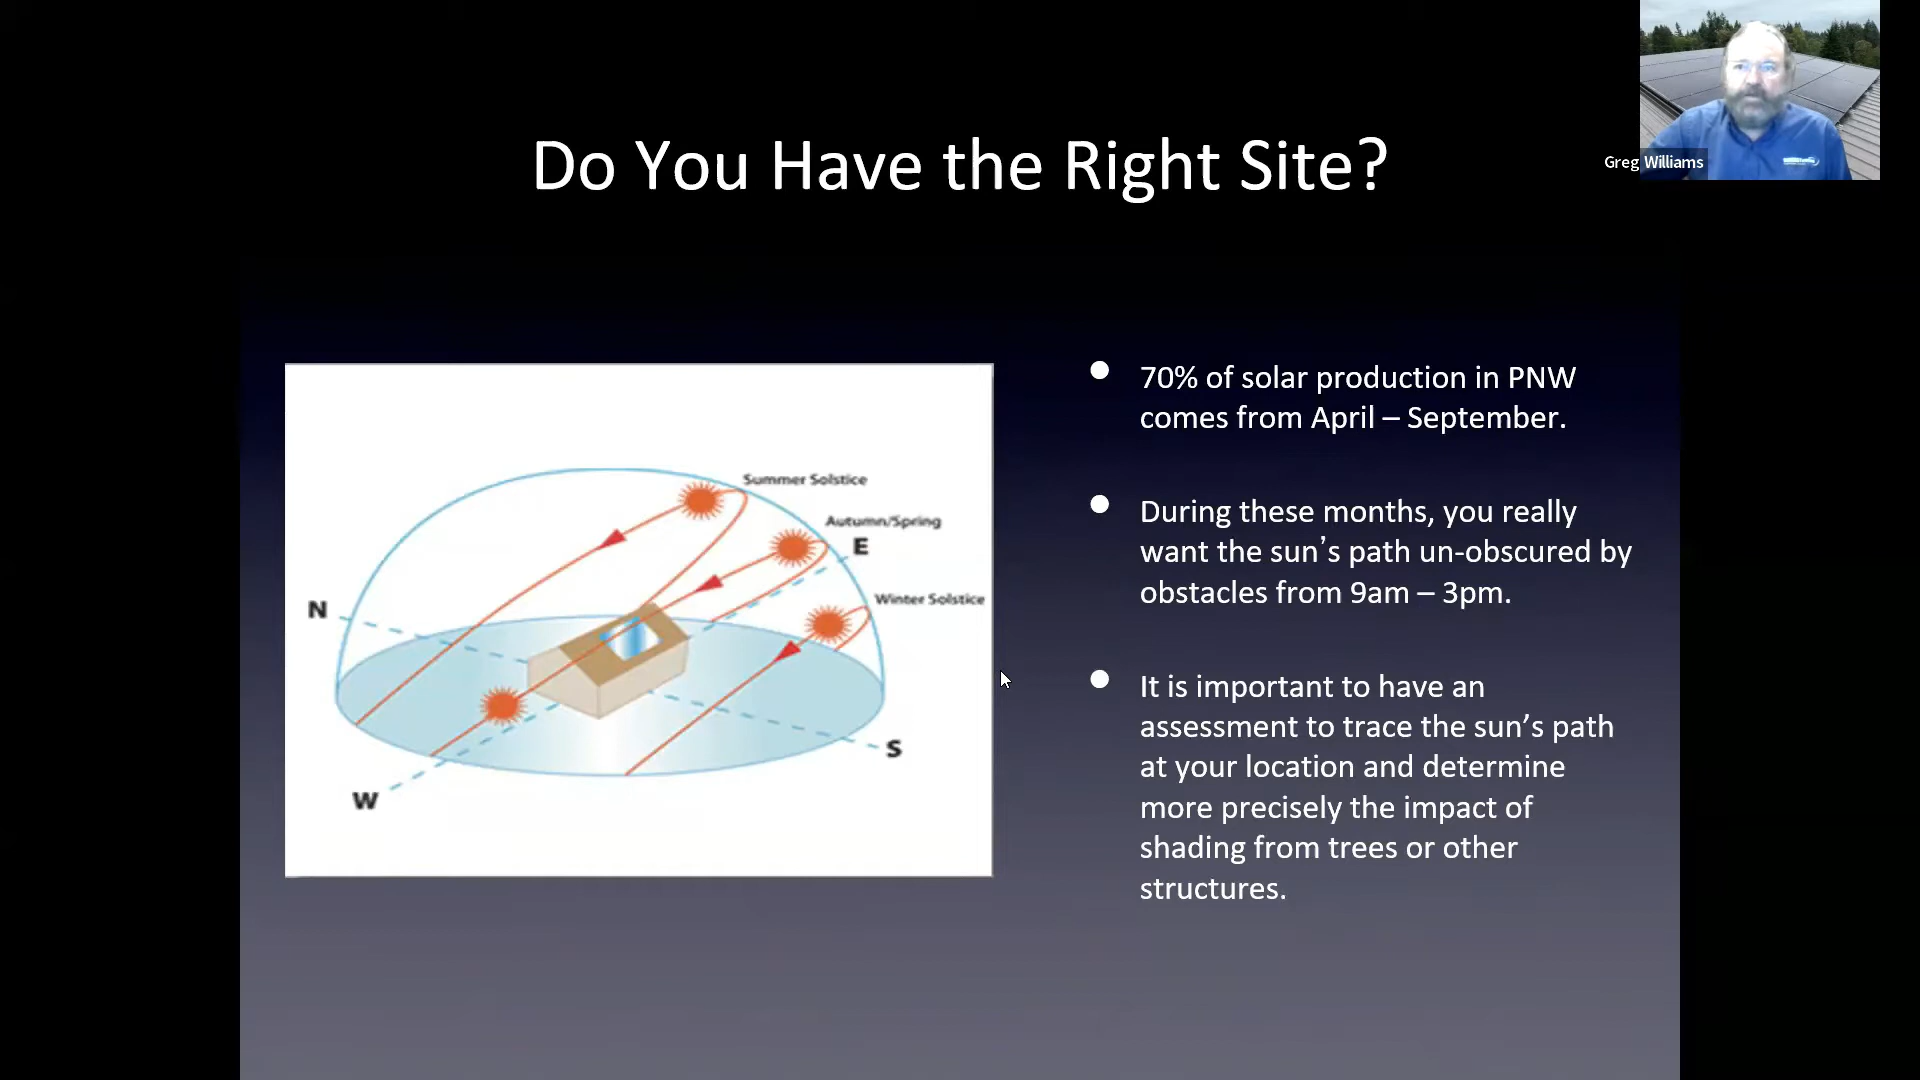 Greg Williams
Do You Have the Right Site?
Summer Solstice
Autumn/Spring
E
Winter Solstice
N
S
W
70% of solar production in PNW
comes from April – September.
During these months, you really
want the sun’s path un-obscured by
obstacles from 9am – 3pm.
It is important to have an
assessment to trace the sun’s path
at your location and determine
more precisely the impact of
shading from trees or other
structures.